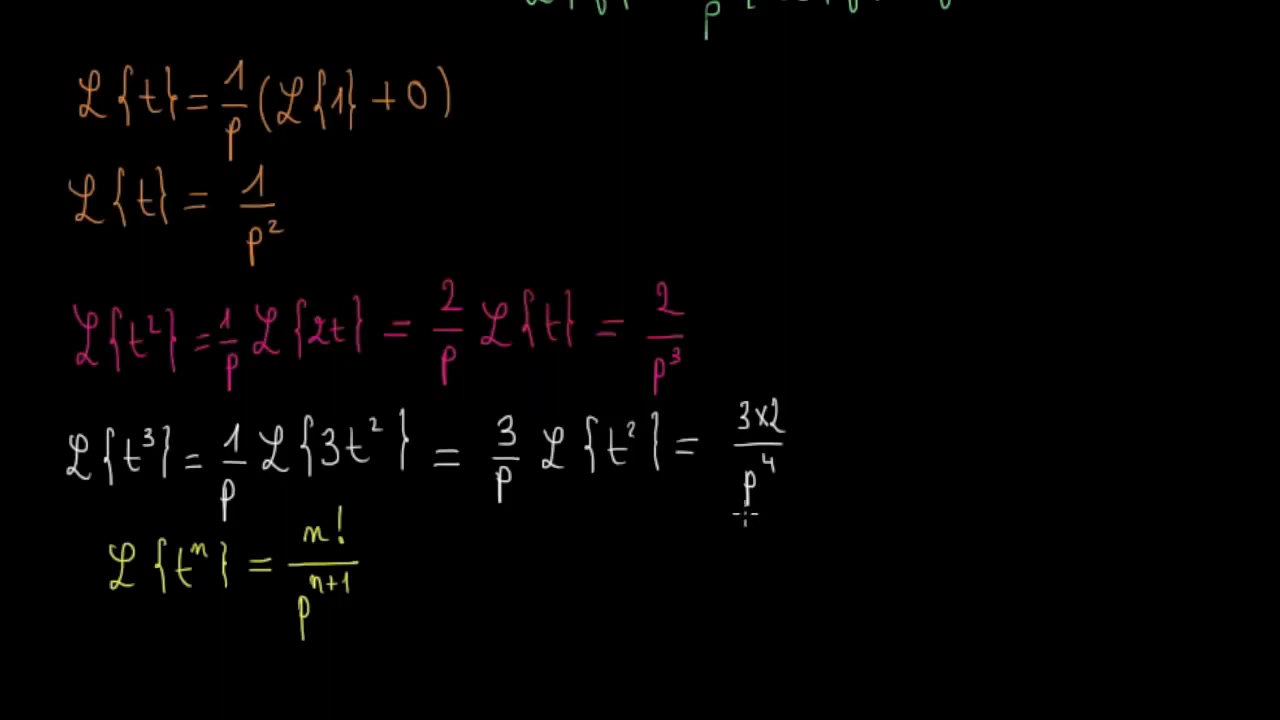 ℒ{t} = 1/p (ℒ{1} + 0)
ℒ{t} = 1/p²
ℒ{t²} = 1/p ℒ{2t} = 2/p ℒ{t} = 2/p³
ℒ{t³} = 1/p ℒ{3t²} = 3/p ℒ{t²} = 3×2/p⁴
ℒ{tⁿ} = n!/pⁿ⁺¹